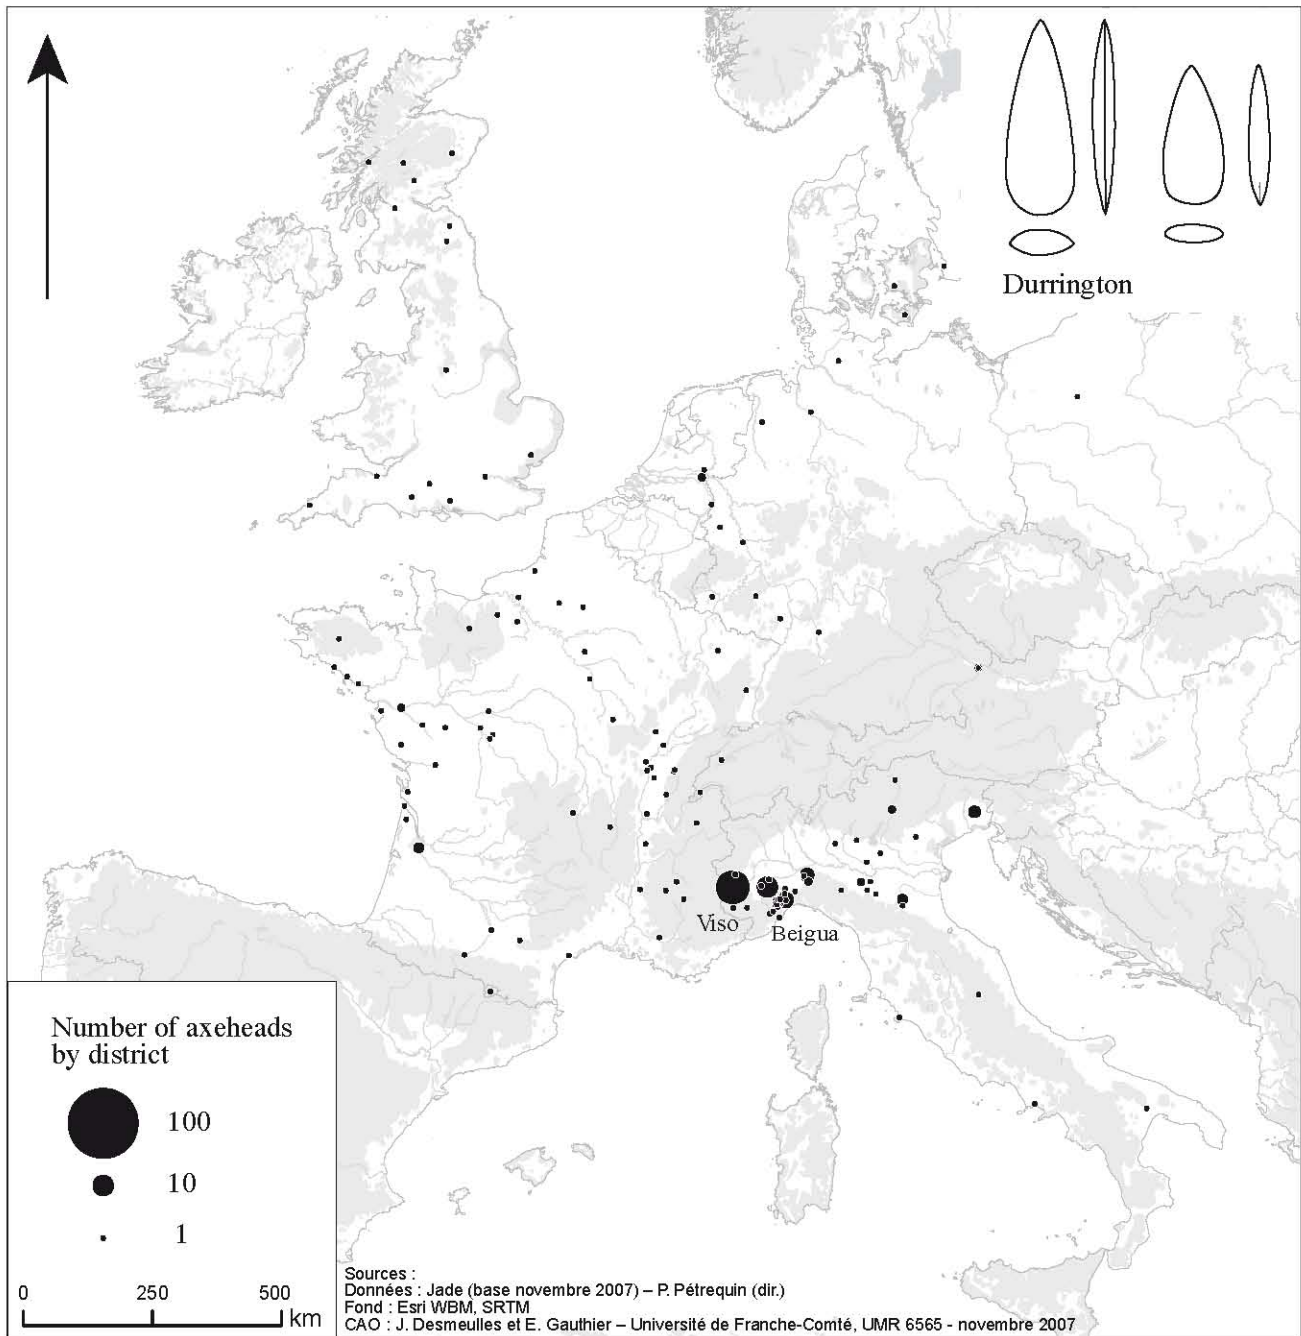 Durrington
Viso
Beigua
Number of axeheads
by district
100
10
1
0 250 500
km
Sources :
Données : Jade (base novembre 2007) – P. Pétrequin (dir.)
Fond : Esri WBM, SRTM
CAO : J. Desmeulles et E. Gauthier – Université de Franche-Comté, UMR 6565 - novembre 2007